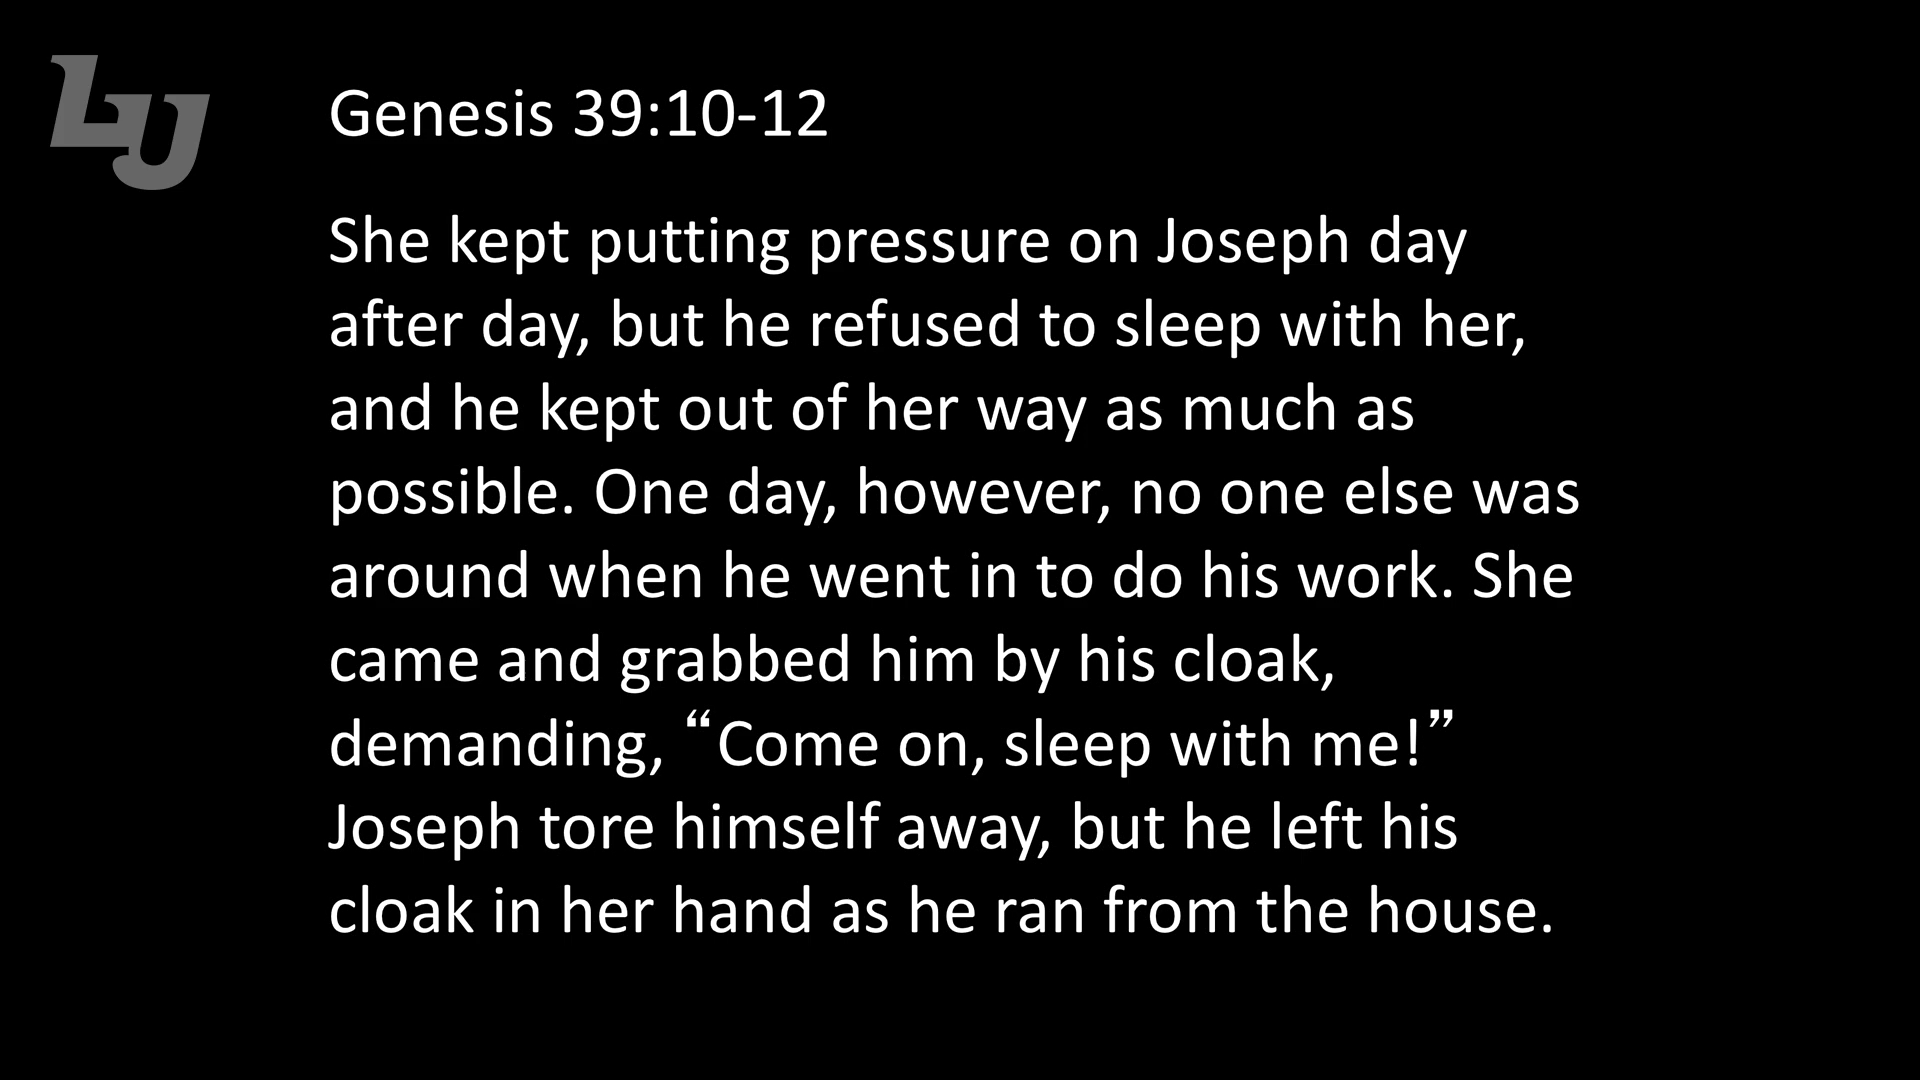 LU
Genesis 39:10-12
She kept putting pressure on Joseph day
after day, but he refused to sleep with her,
and he kept out of her way as much as
possible. One day, however, no one else was
around when he went in to do his work. She
came and grabbed him by his cloak,
demanding, “Come on, sleep with me!”
Joseph tore himself away, but he left his
cloak in her hand as he ran from the house.